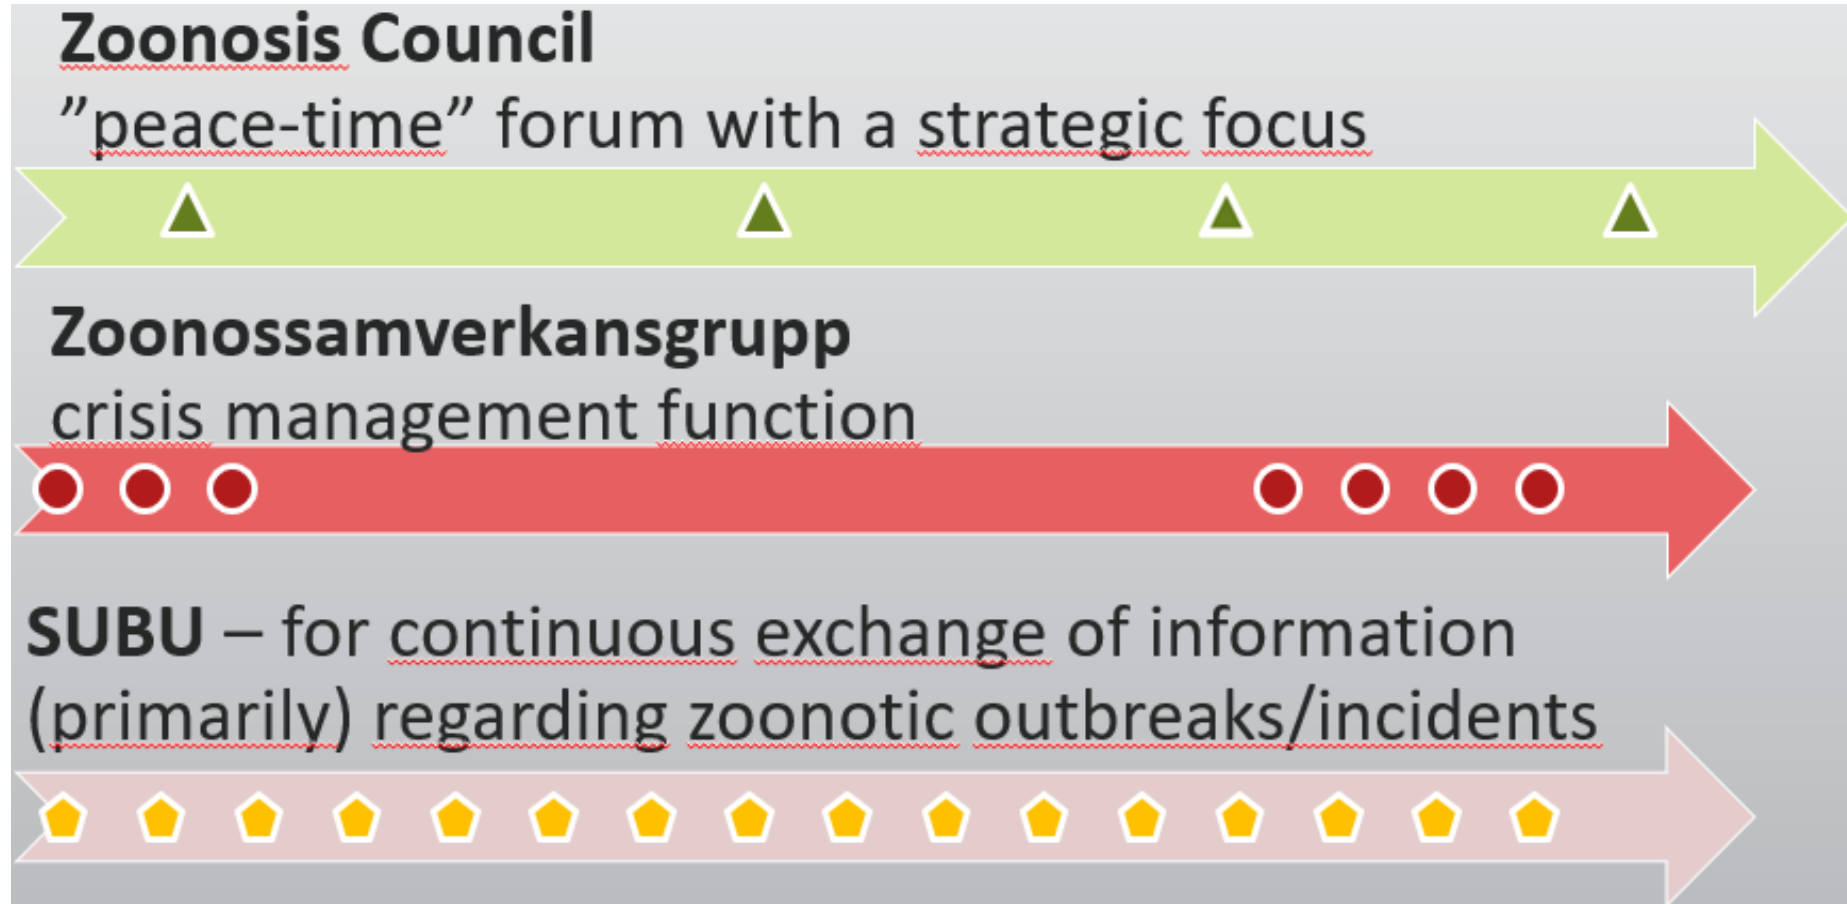 Zoonosis Council
”peace-time” forum with a strategic focus
Zoonossamverkansgrupp
crisis management function
SUBU – for continuous exchange of information
(primarily) regarding zoonotic outbreaks/incidents